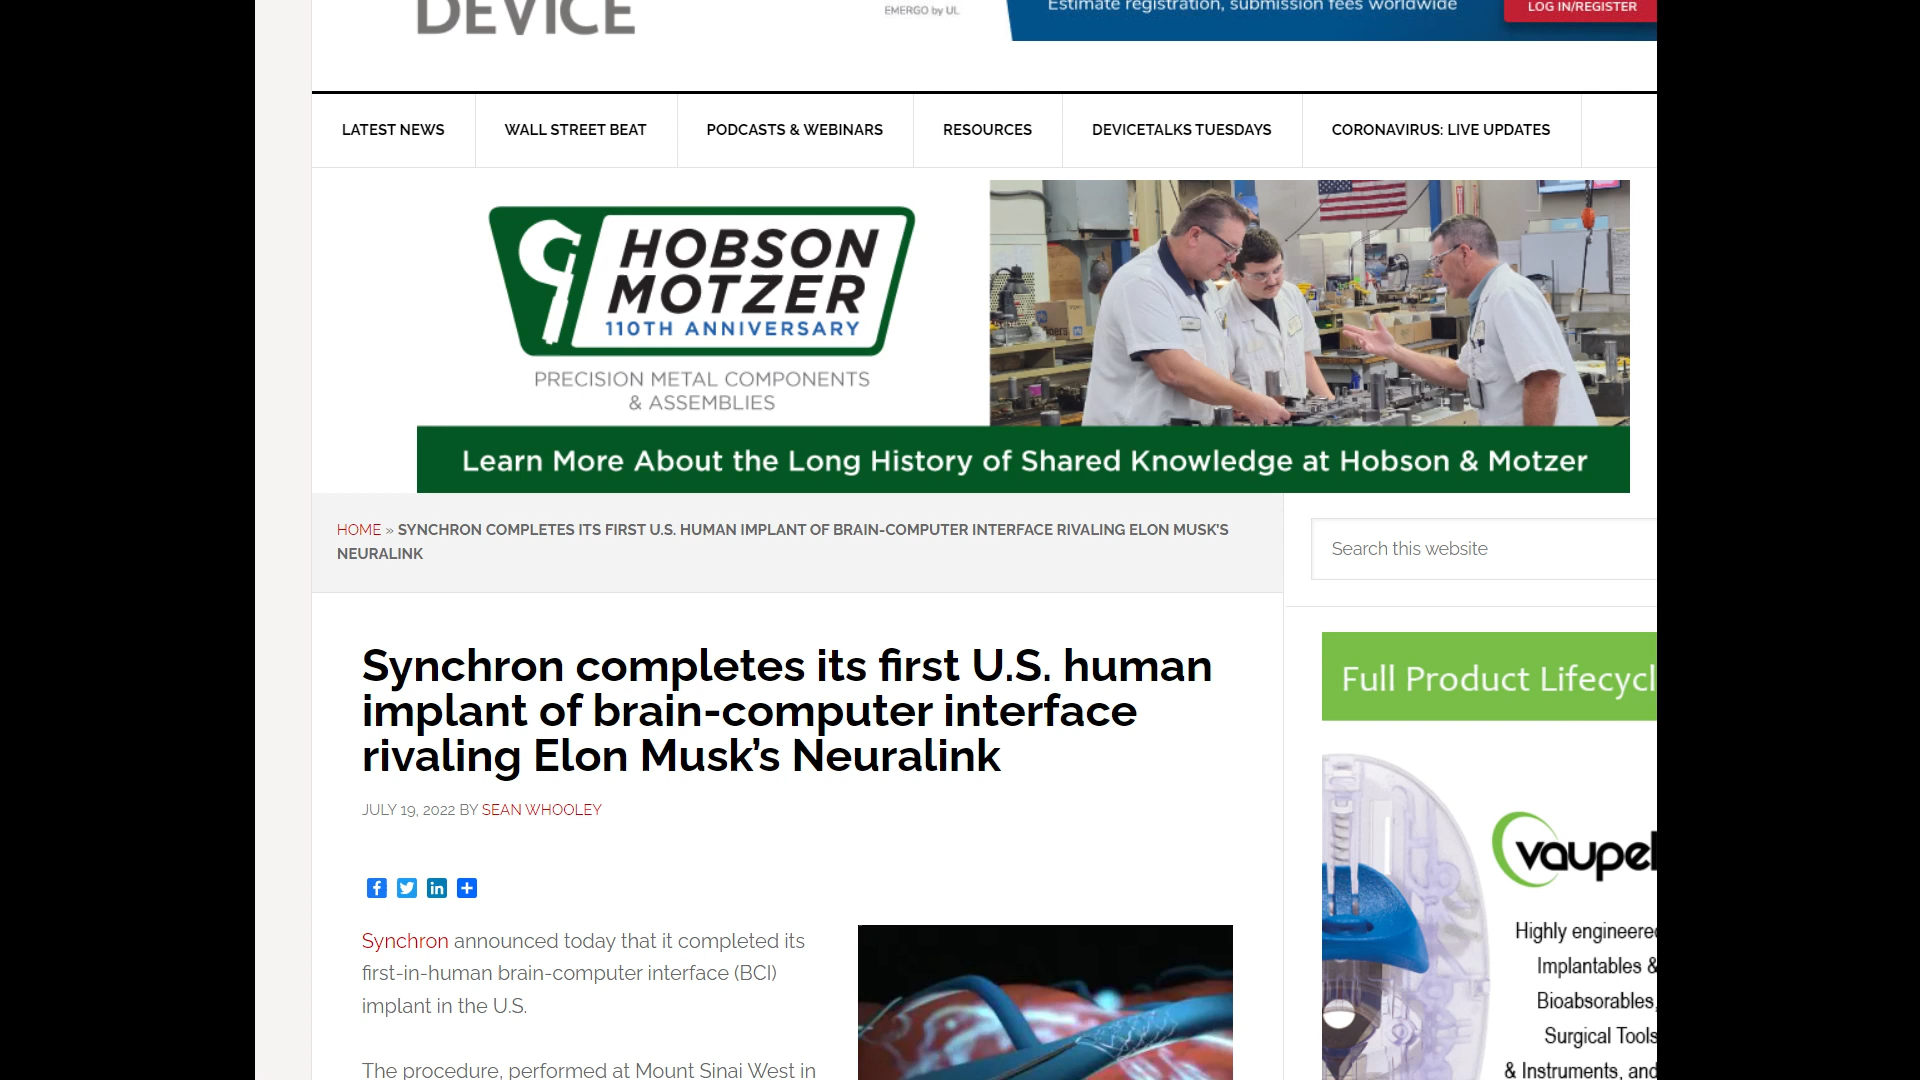 DEVICE
EMERGO by UL
Estimate registration, submission fees worldwide
LOG IN/REGISTER
LATEST NEWS
WALL STREET BEAT
PODCASTS & WEBINARS
RESOURCES
DEVICETALKS TUESDAYS
CORONAVIRUS: LIVE UPDATES
HOBSON
MOTZER
110TH ANNIVERSARY
PRECISION METAL COMPONENTS
& ASSEMBLIES
Learn More About the Long History of Shared Knowledge at Hobson & Motzer
HOME » SYNCHRON COMPLETES ITS FIRST U.S. HUMAN IMPLANT OF BRAIN-COMPUTER INTERFACE RIVALING ELON MUSK'S
NEURALINK
Search this website
Synchron completes its first U.S. human
implant of brain-computer interface
rivaling Elon Musk's Neuralink
JULY 19, 2022 BY SEAN WHOOLEY
Synchron announced today that it completed its
first-in-human brain-computer interface (BCI)
implant in the U.S.
The procedure, performed at Mount Sinai West in
Full Product Lifecycl
vaupel
Highly engineered
Implantables &
Bioabsorables,
Surgical Tools
& Instruments, and